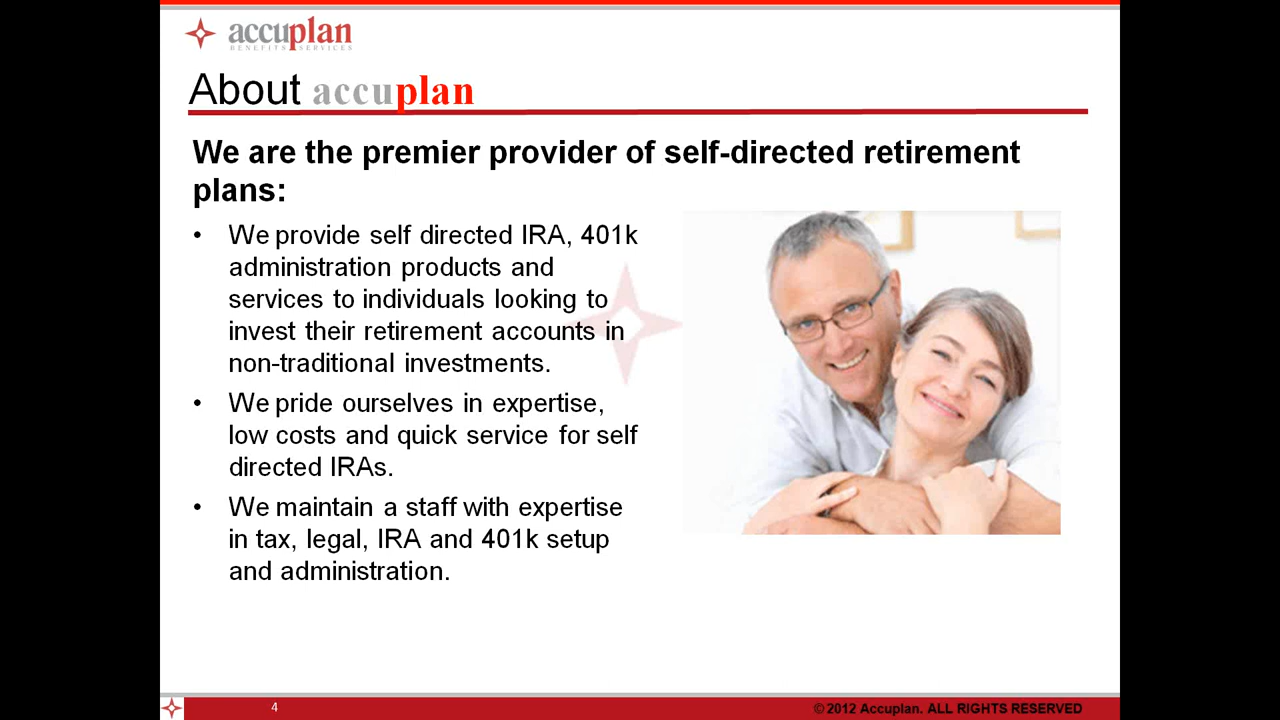 accuplan
BENEFITS SERVICES
About accuplan
We are the premier provider of self-directed retirement
plans:
• We provide self directed IRA, 401k
administration products and
services to individuals looking to
invest their retirement accounts in
non-traditional investments.
• We pride ourselves in expertise,
low costs and quick service for self
directed IRAs.
• We maintain a staff with expertise
in tax, legal, IRA and 401k setup
and administration.
4
© 2012 Accuplan. ALL RIGHTS RESERVED